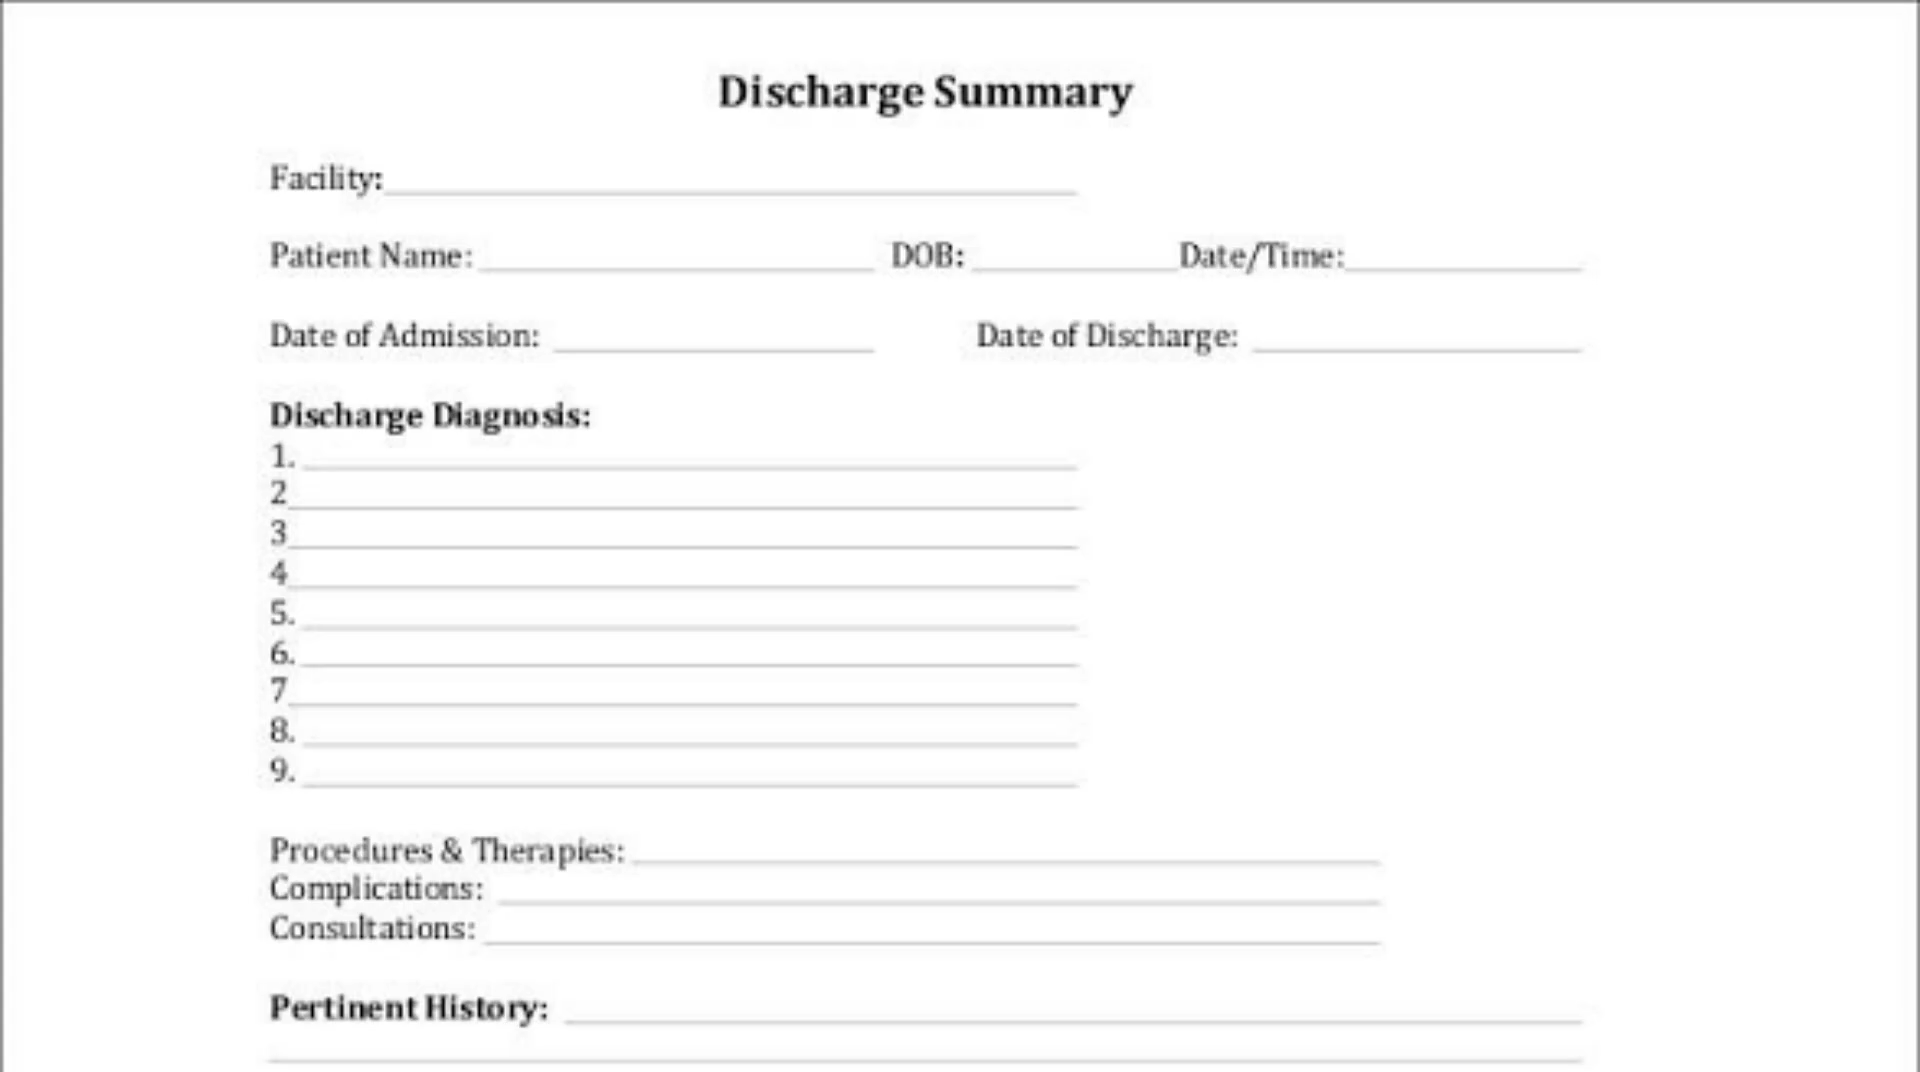 Discharge Summary
Facility:
Patient Name: DOB: Date/Time:
Date of Admission: Date of Discharge:
Discharge Diagnosis:
1.
2
3
4
5.
6.
7
8.
9.
Procedures & Therapies:
Complications:
Consultations:
Pertinent History: